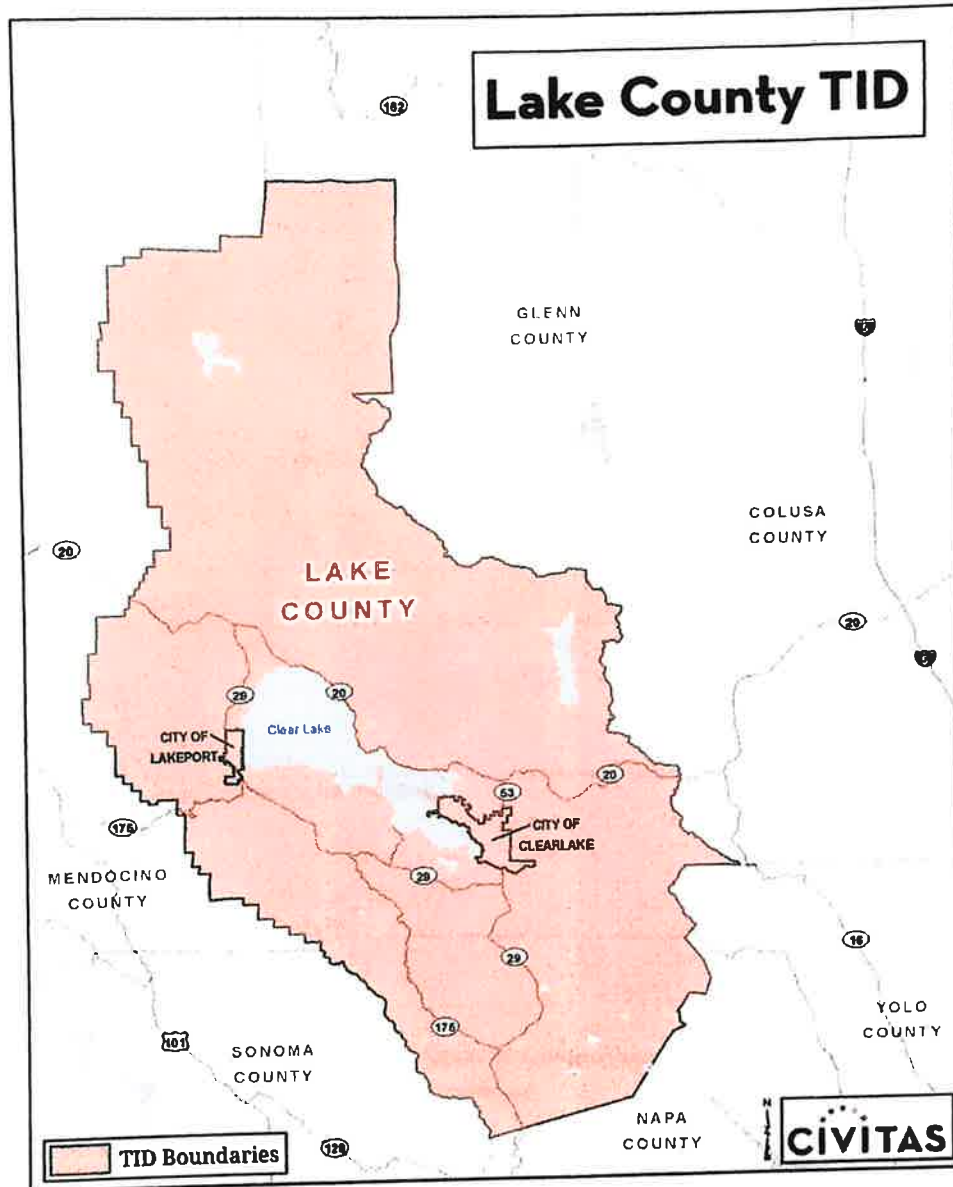 Lake County TID
162
GLENN
COUNTY
5
COLUSA
COUNTY
20
LAKE
COUNTY
20
29
20
Clear Lake
CITY OF
LAKEPORT
20
53
CITY OF
CLEARLAKE
175
29
MENDOCINO
COUNTY
29
16
175
YOLO
COUNTY
101
SONOMA
COUNTY
NAPA
COUNTY
N
CIVITAS
TID Boundaries
128